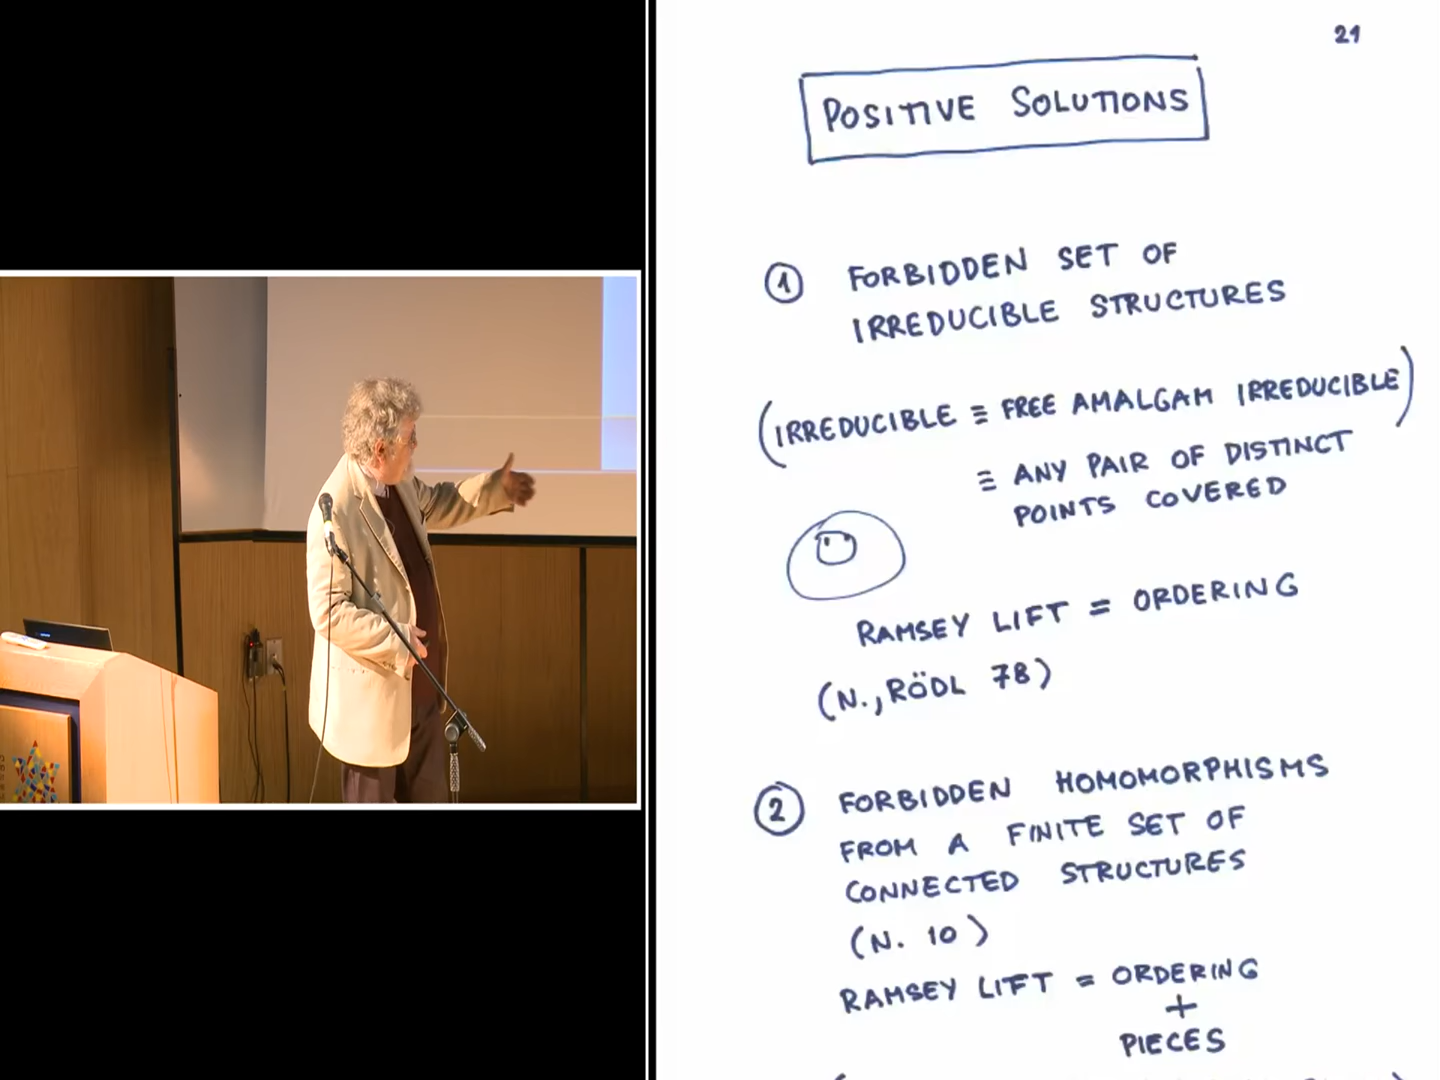 21
POSITIVE SOLUTIONS
1 FORBIDDEN SET OF
IRREDUCIBLE STRUCTURES
(IRREDUCIBLE ≡ FREE AMALGAM IRREDUCIBLE)
≡ ANY PAIR OF DISTINCT
POINTS COVERED
RAMSEY LIFT = ORDERING
(N., RÖDL 78)
2 FORBIDDEN HOMOMORPHISMS
FROM A FINITE SET OF
CONNECTED STRUCTURES
(N. 10)
RAMSEY LIFT = ORDERING
+
PIECES